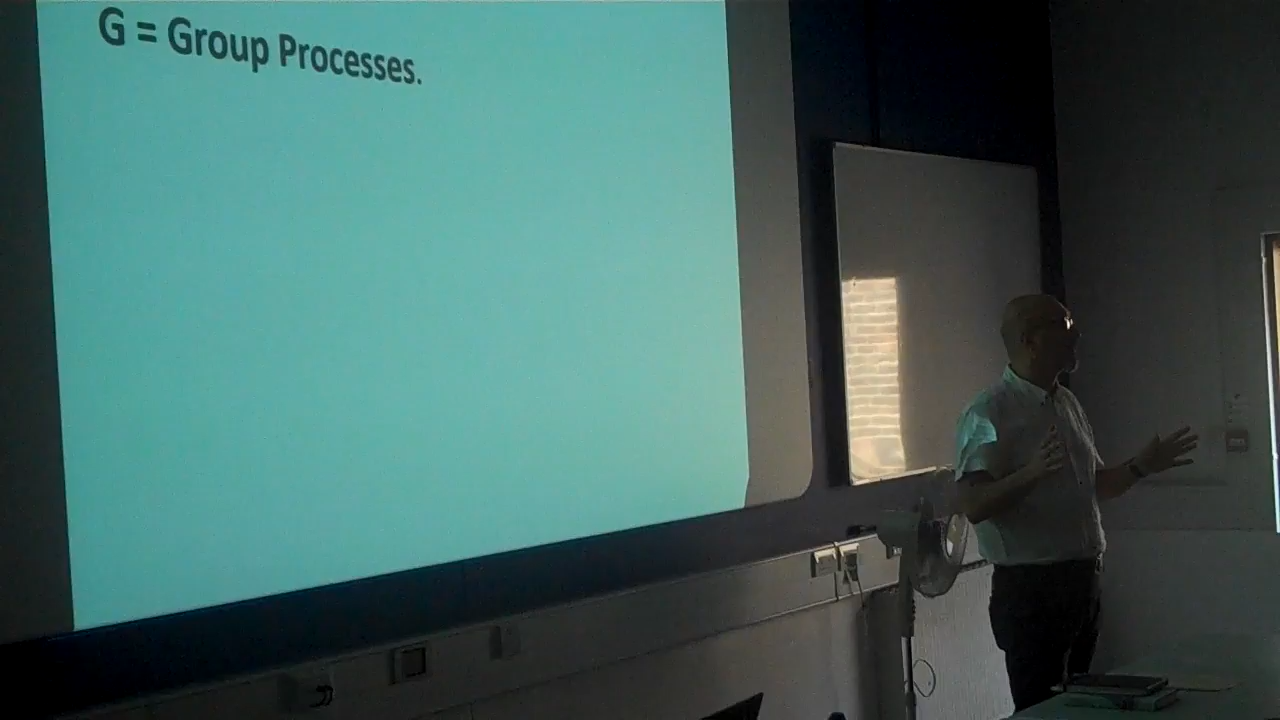 G = Group Processes.